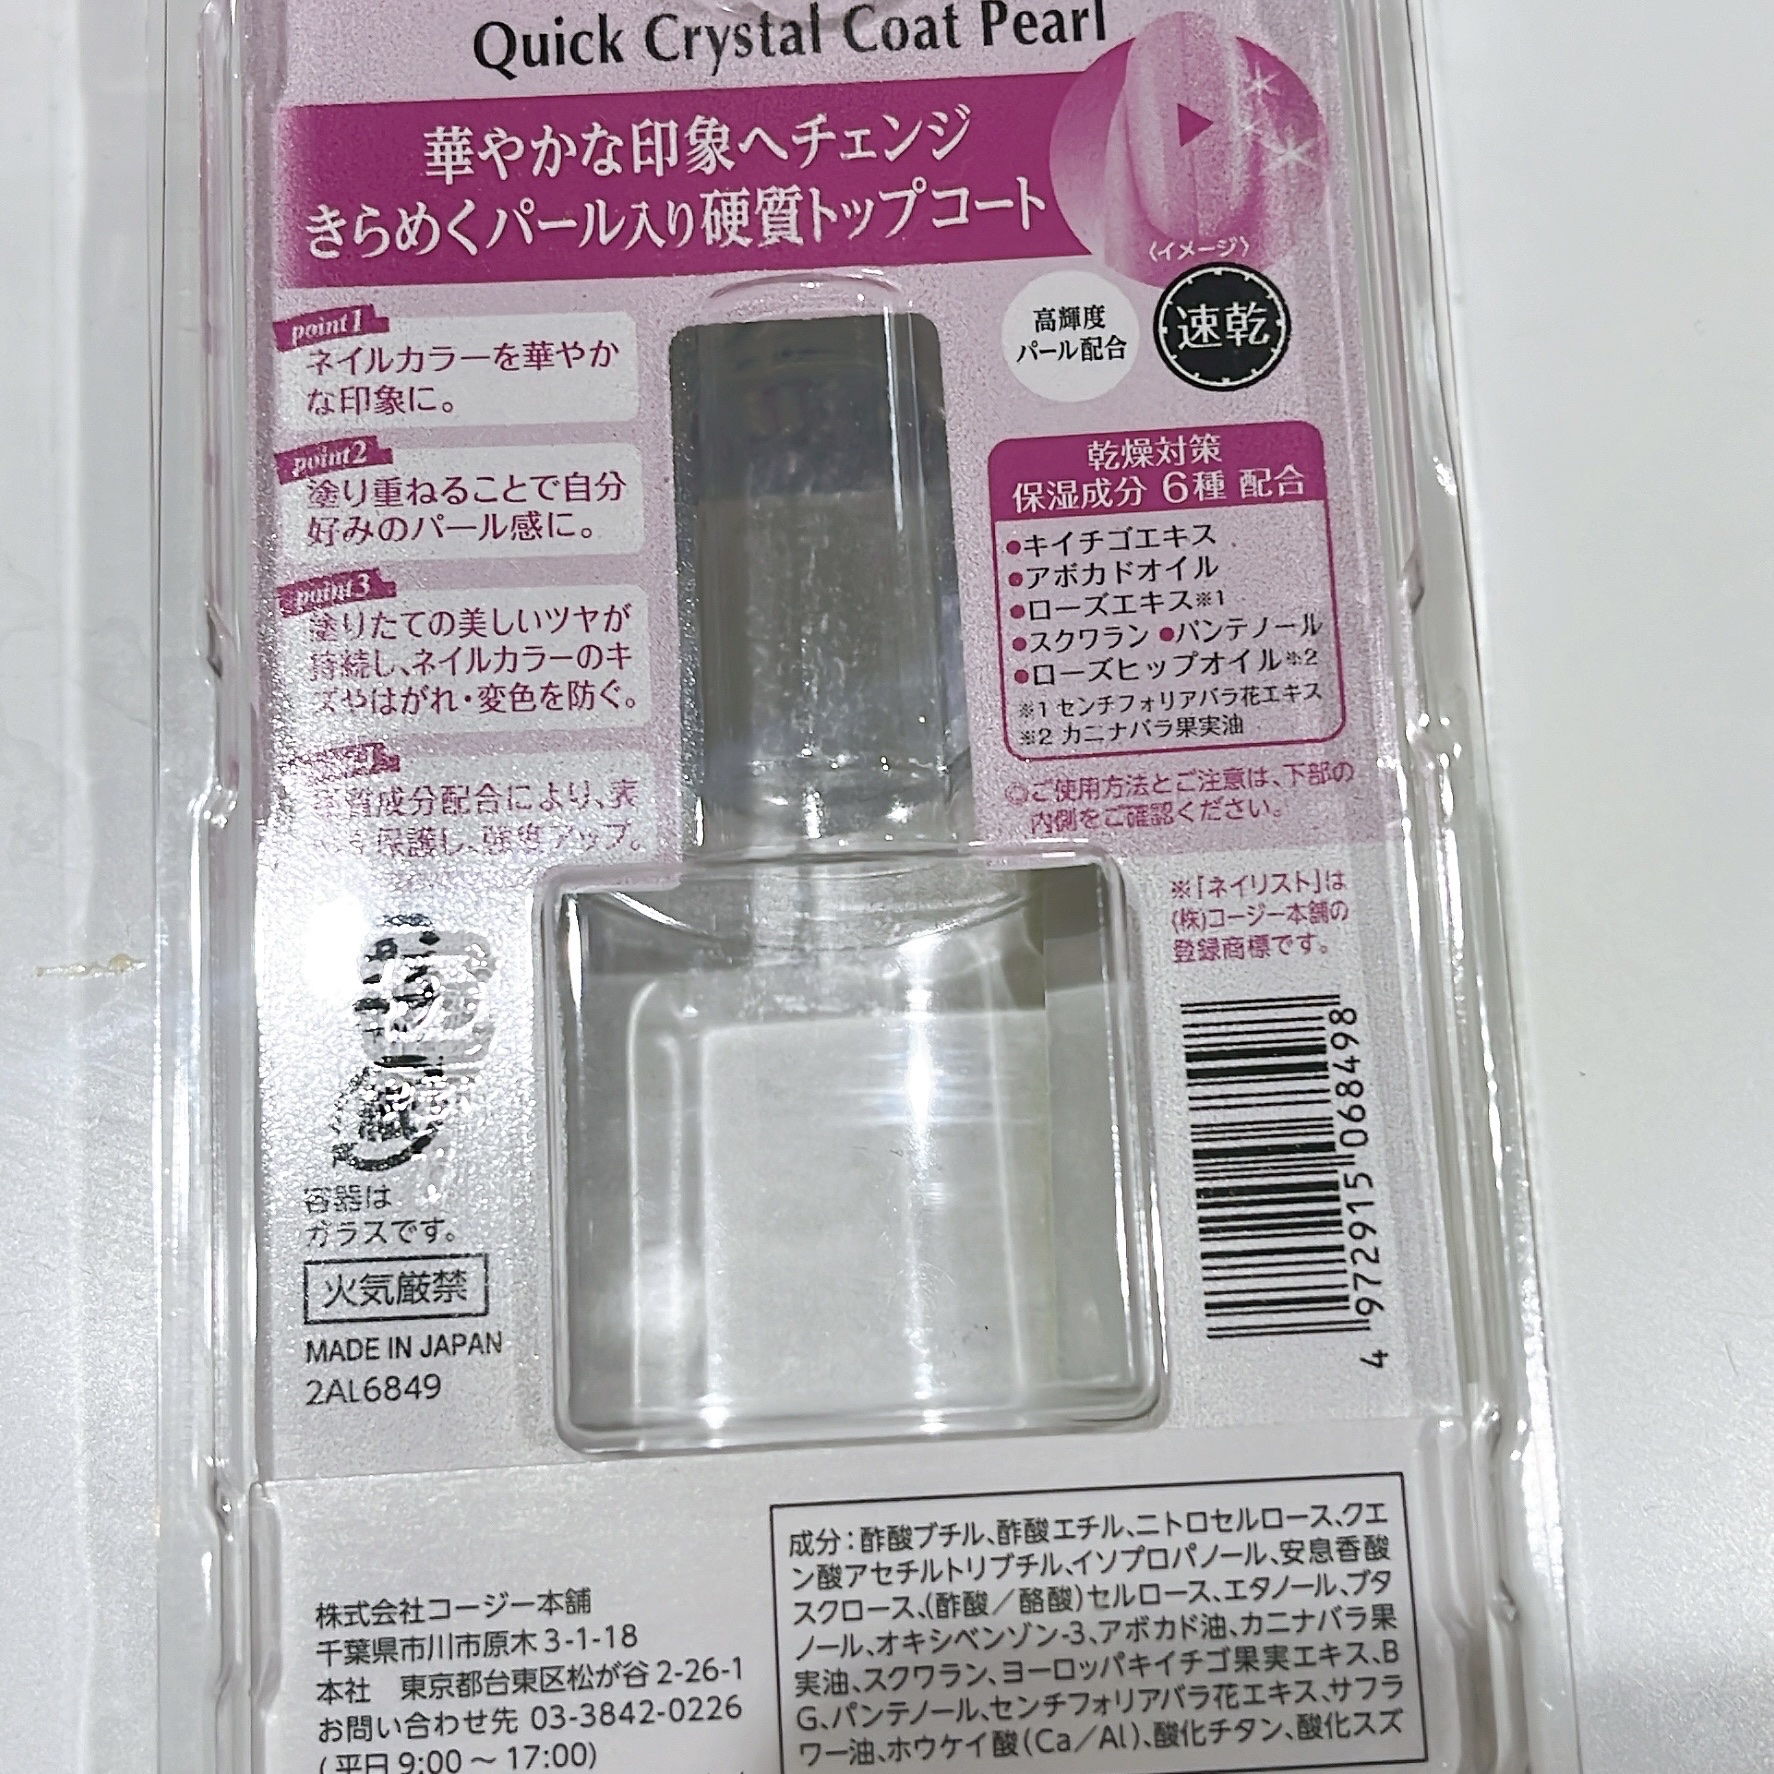 Quick Crystal Coat Pearl
華やかな印象へチェンジ
きらめくパール入り硬質トップコート
〈イメージ〉
高輝度
パール配合
速乾
point1
ネイルカラーを華やか
な印象に。
point2
塗り重ねることで自分
好みのパール感に。
point3
塗りたての美しいツヤが
持続し、ネイルカラーのキ
ズやはがれ・変色を防ぐ。
質成分配合により、表
保護し、強度アップ。
乾燥対策
保湿成分 6種 配合
●キイチゴエキス
●アボカドオイル
●ローズエキス※1
●スクワラン ●パンテノール
●ローズヒップオイル※2
※1 センチフォリアバラ花エキス
※2 カニナバラ果実油
◎ご使用方法とご注意は、下部の
内側をご確認ください。
※「ネイリスト」は
(株)コージー本舗の
登録商標です。
4 972915 068498
容器は
ガラスです。
火気厳禁
MADE IN JAPAN
2AL6849
株式会社コージー本舗
千葉県市川市原木 3-1-18
本社 東京都台東区松が谷 2-26-1
お問い合わせ先 03-3842-0226
(平日 9:00 ～ 17:00)
成分：酢酸ブチル、酢酸エチル、ニトロセルロース、クエ
ン酸アセチルトリブチル、イソプロパノール、安息香酸
スクロース、(酢酸／酪酸)セルロース、エタノール、ブタ
ノール、オキシベンゾン-3、アボカド油、カニナバラ果
実油、スクワラン、ヨーロッパキイチゴ果実エキス、B
G、パンテノール、センチフォリアバラ花エキス、サフラ
ワー油、ホウケイ酸(Ca／Al)、酸化チタン、酸化スズ